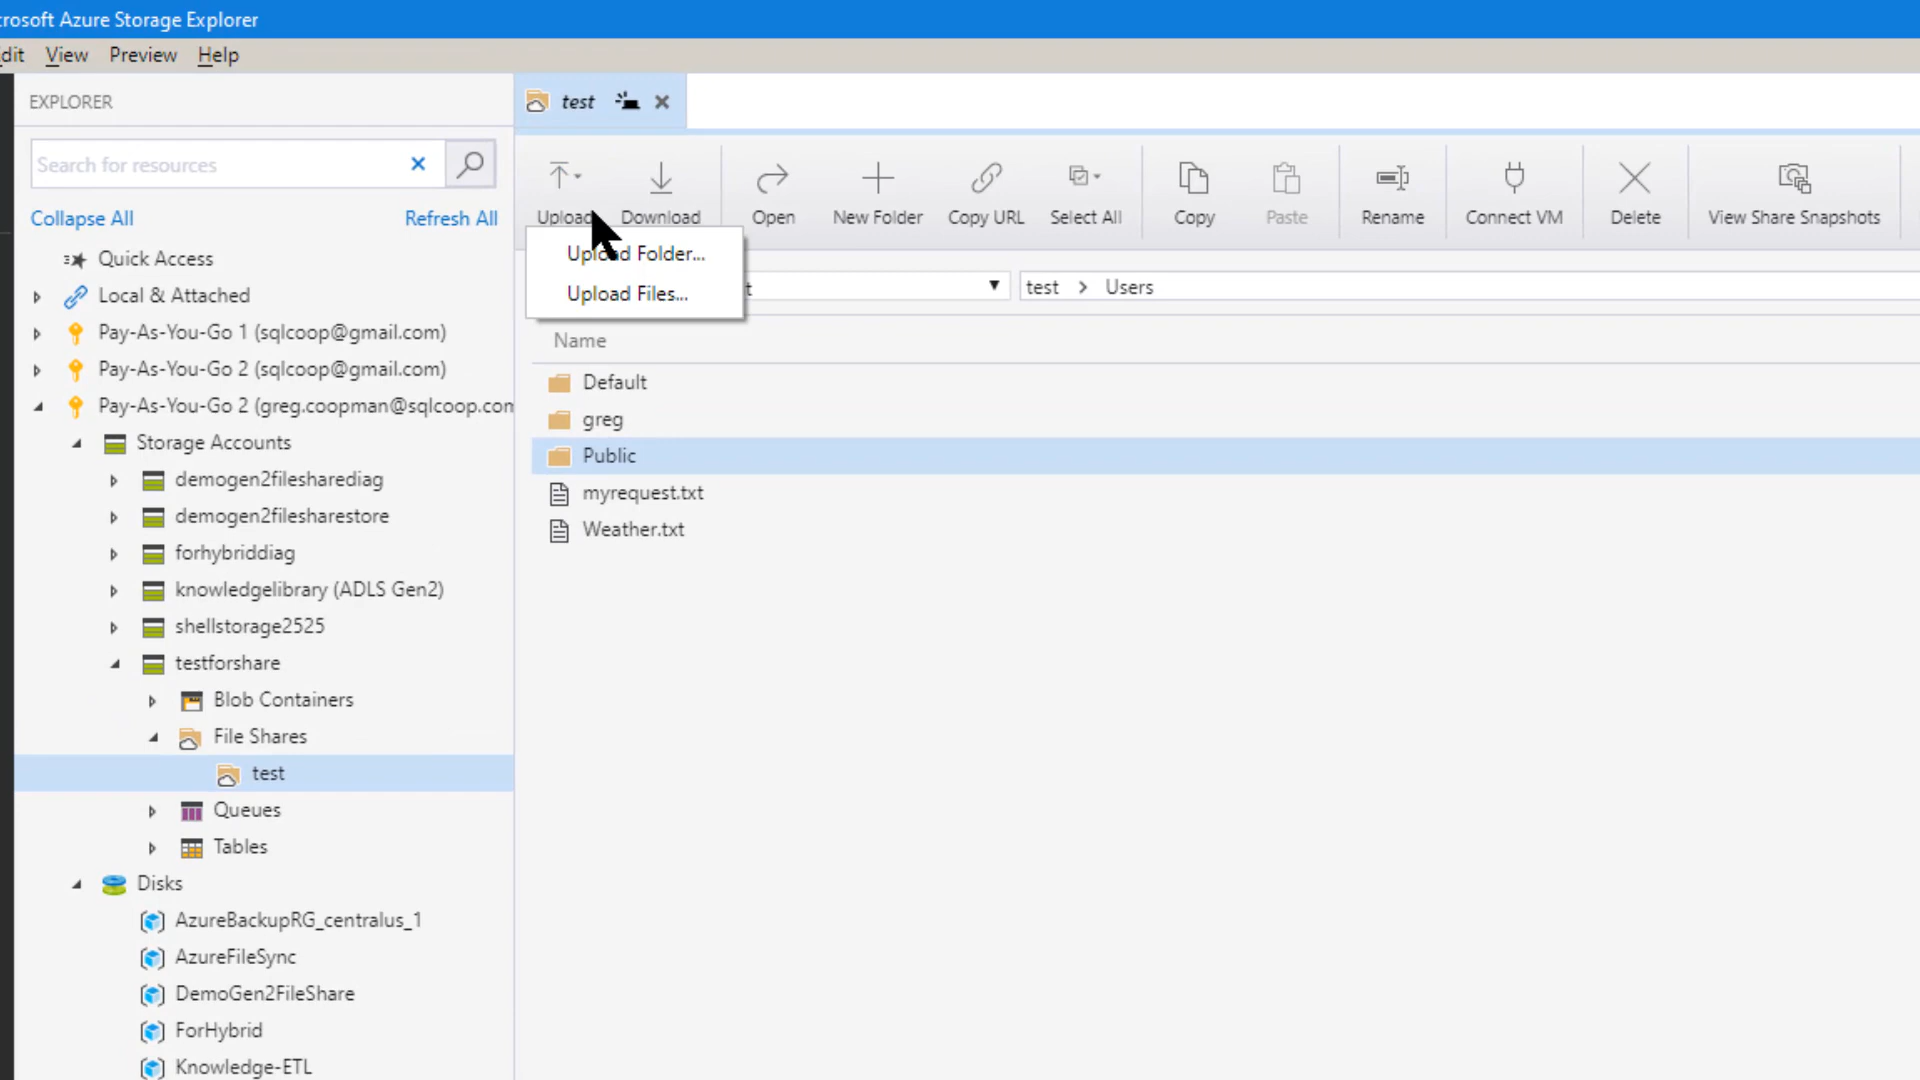 crosoft Azure Storage Explorer
dit View Preview Help
EXPLORER
Search for resources
Collapse All Refresh All
Quick Access
Local & Attached
Pay-As-You-Go 1 (sqlcoop@gmail.com)
Pay-As-You-Go 2 (sqlcoop@gmail.com)
Pay-As-You-Go 2 (greg.coopman@sqlcoop.com
Storage Accounts
demogen2filesharediag
demogen2filesharestore
forhybriddiag
knowledgelibrary (ADLS Gen2)
shellstorage2525
testforshare
Blob Containers
File Shares
test
Queues
Tables
Disks
AzureBackupRG_centralus_1
AzureFileSync
DemoGen2FileShare
ForHybrid
Knowledge-ETL
test
Upload Download Open New Folder Copy URL Select All Copy Paste Rename Connect VM Delete View Share Snapshots
Upload Folder...
Upload Files...
t
test > Users
Name
Default
greg
Public
myrequest.txt
Weather.txt